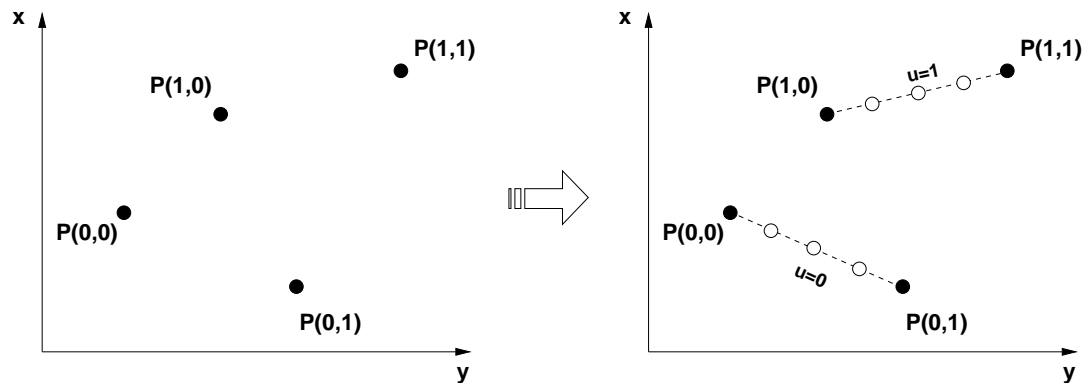 x
P(1,1)
P(1,0)
P(0,0)
P(0,1)
y
x
P(1,1)
u=1
P(1,0)
P(0,0)
u=0
P(0,1)
y